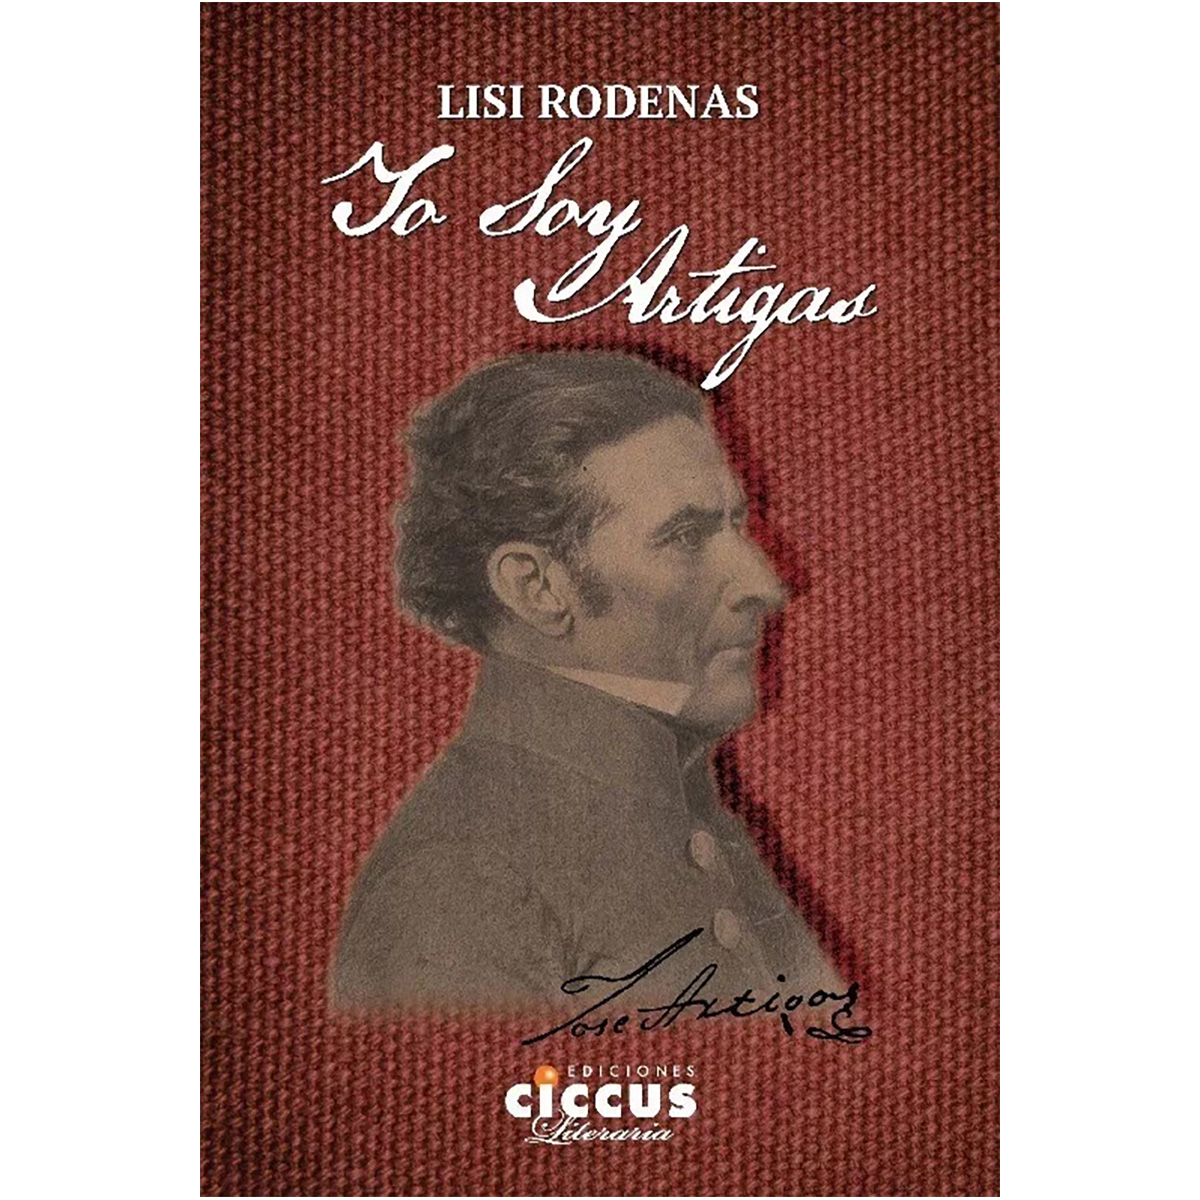 LISI RODENAS
Yo Soy
Artigas
Jose Artigas
EDICIONES
CICCUS
Literaria